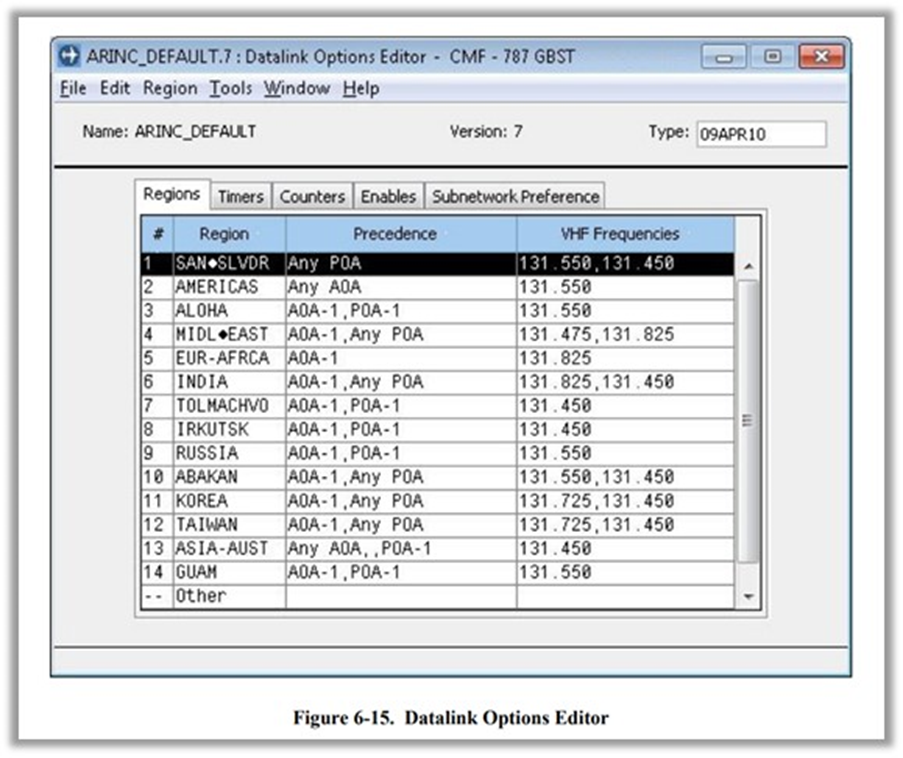 ARINC_DEFAULT.7 : Datalink Options Editor - CMF - 787 GBST
File Edit Region Tools Window Help
Name: ARINC_DEFAULT Version: 7 Type: 09APR10
Regions Timers Counters Enables Subnetwork Preference
# Region Precedence VHF Frequencies
1 SAN◆SLVDR Any POA 131.550,131.450
2 AMERICAS Any AOA 131.550
3 ALOHA AOA-1,POA-1 131.550
4 MIDL◆EAST AOA-1,Any POA 131.475,131.825
5 EUR-AFRCA AOA-1 131.825
6 INDIA AOA-1,Any POA 131.825,131.450
7 TOLMACHVO AOA-1,POA-1 131.450
8 IRKUTSK AOA-1,POA-1 131.450
9 RUSSIA AOA-1,POA-1 131.550
10 ABAKAN AOA-1,Any POA 131.550,131.450
11 KOREA AOA-1,Any POA 131.725,131.450
12 TAIWAN AOA-1,Any POA 131.725,131.450
13 ASIA-AUST Any AOA,,POA-1 131.450
14 GUAM AOA-1,POA-1 131.550
-- Other
Figure 6-15. Datalink Options Editor